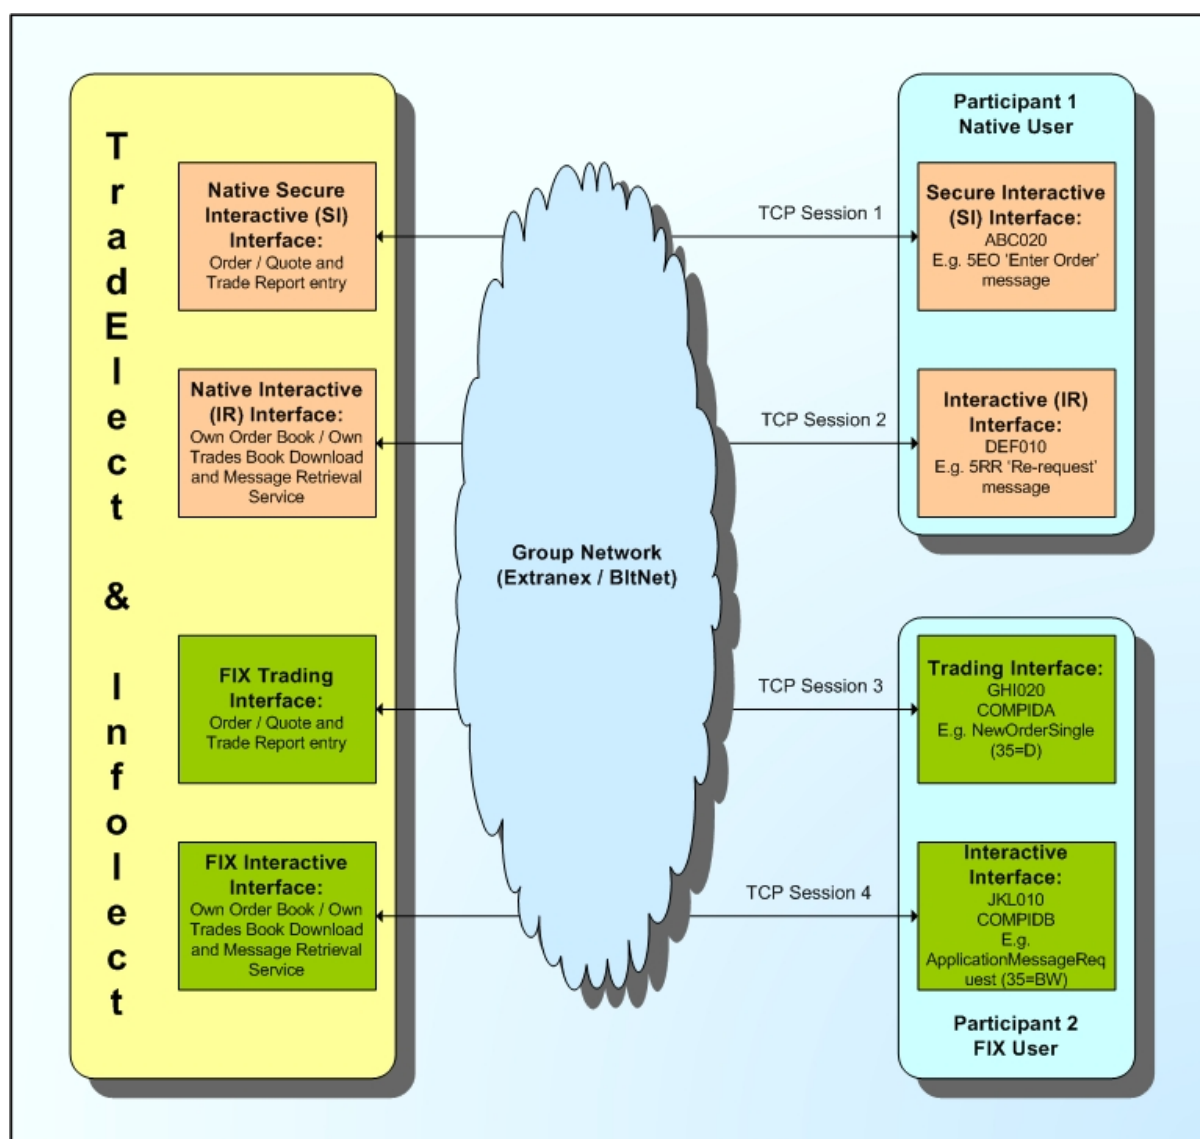 TradElect & Infolect
Native Secure
Interactive (SI)
Interface:
Order / Quote and
Trade Report entry
Native Interactive
(IR) Interface:
Own Order Book / Own
Trades Book Download
and Message Retrieval
Service
FIX Trading
Interface:
Order / Quote and
Trade Report entry
FIX Interactive
Interface:
Own Order Book / Own
Trades Book Download
and Message Retrieval
Service
Group Network
(Extranex / BltNet)
TCP Session 1
TCP Session 2
TCP Session 3
TCP Session 4
Participant 1
Native User
Secure Interactive
(SI) Interface:
ABC020
E.g. 5EO 'Enter Order'
message
Interactive (IR)
Interface:
DEF010
E.g. 5RR 'Re-request'
message
Trading Interface:
GHI020
COMPIDA
E.g. NewOrderSingle
(35=D)
Interactive
Interface:
JKL010
COMPIDB
E.g.
ApplicationMessageReq
uest (35=BW)
Participant 2
FIX User